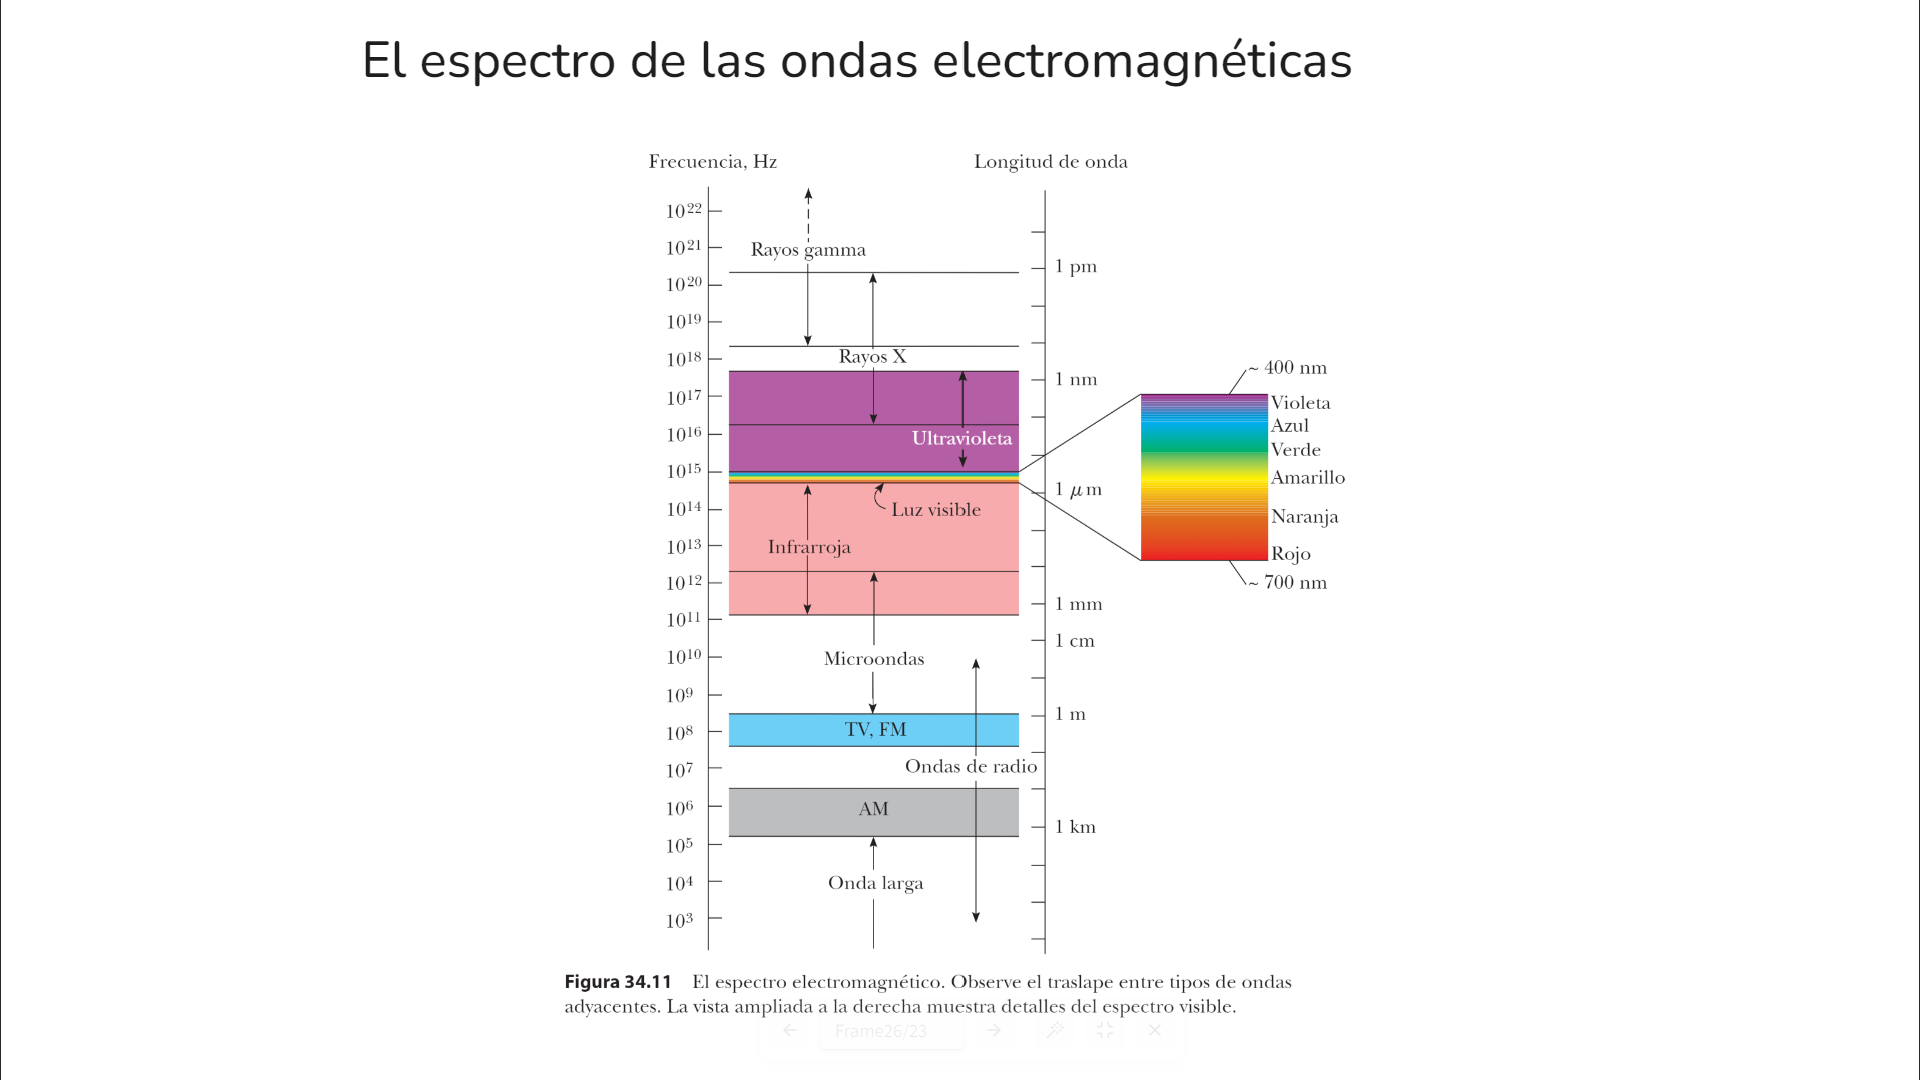 El espectro de las ondas electromagnéticas
Frecuencia, Hz
Longitud de onda
10²²
10²¹
Rayos gamma
1 pm
10²⁰
10¹⁹
10¹⁸
Rayos X
~ 400 nm
1 nm
10¹⁷
Violeta
Azul
10¹⁶
Ultravioleta
Verde
10¹⁵
Amarillo
1 μm
10¹⁴
Luz visible
Naranja
10¹³
Infrarroja
Rojo
10¹²
~ 700 nm
1 mm
10¹¹
1 cm
10¹⁰
Microondas
10⁹
1 m
10⁸
TV, FM
10⁷
Ondas de radio
10⁶
AM
1 km
10⁵
10⁴
Onda larga
10³
Figura 34.11 El espectro electromagnético. Observe el traslape entre tipos de ondas
adyacentes. La vista ampliada a la derecha muestra detalles del espectro visible.
Frame26/23